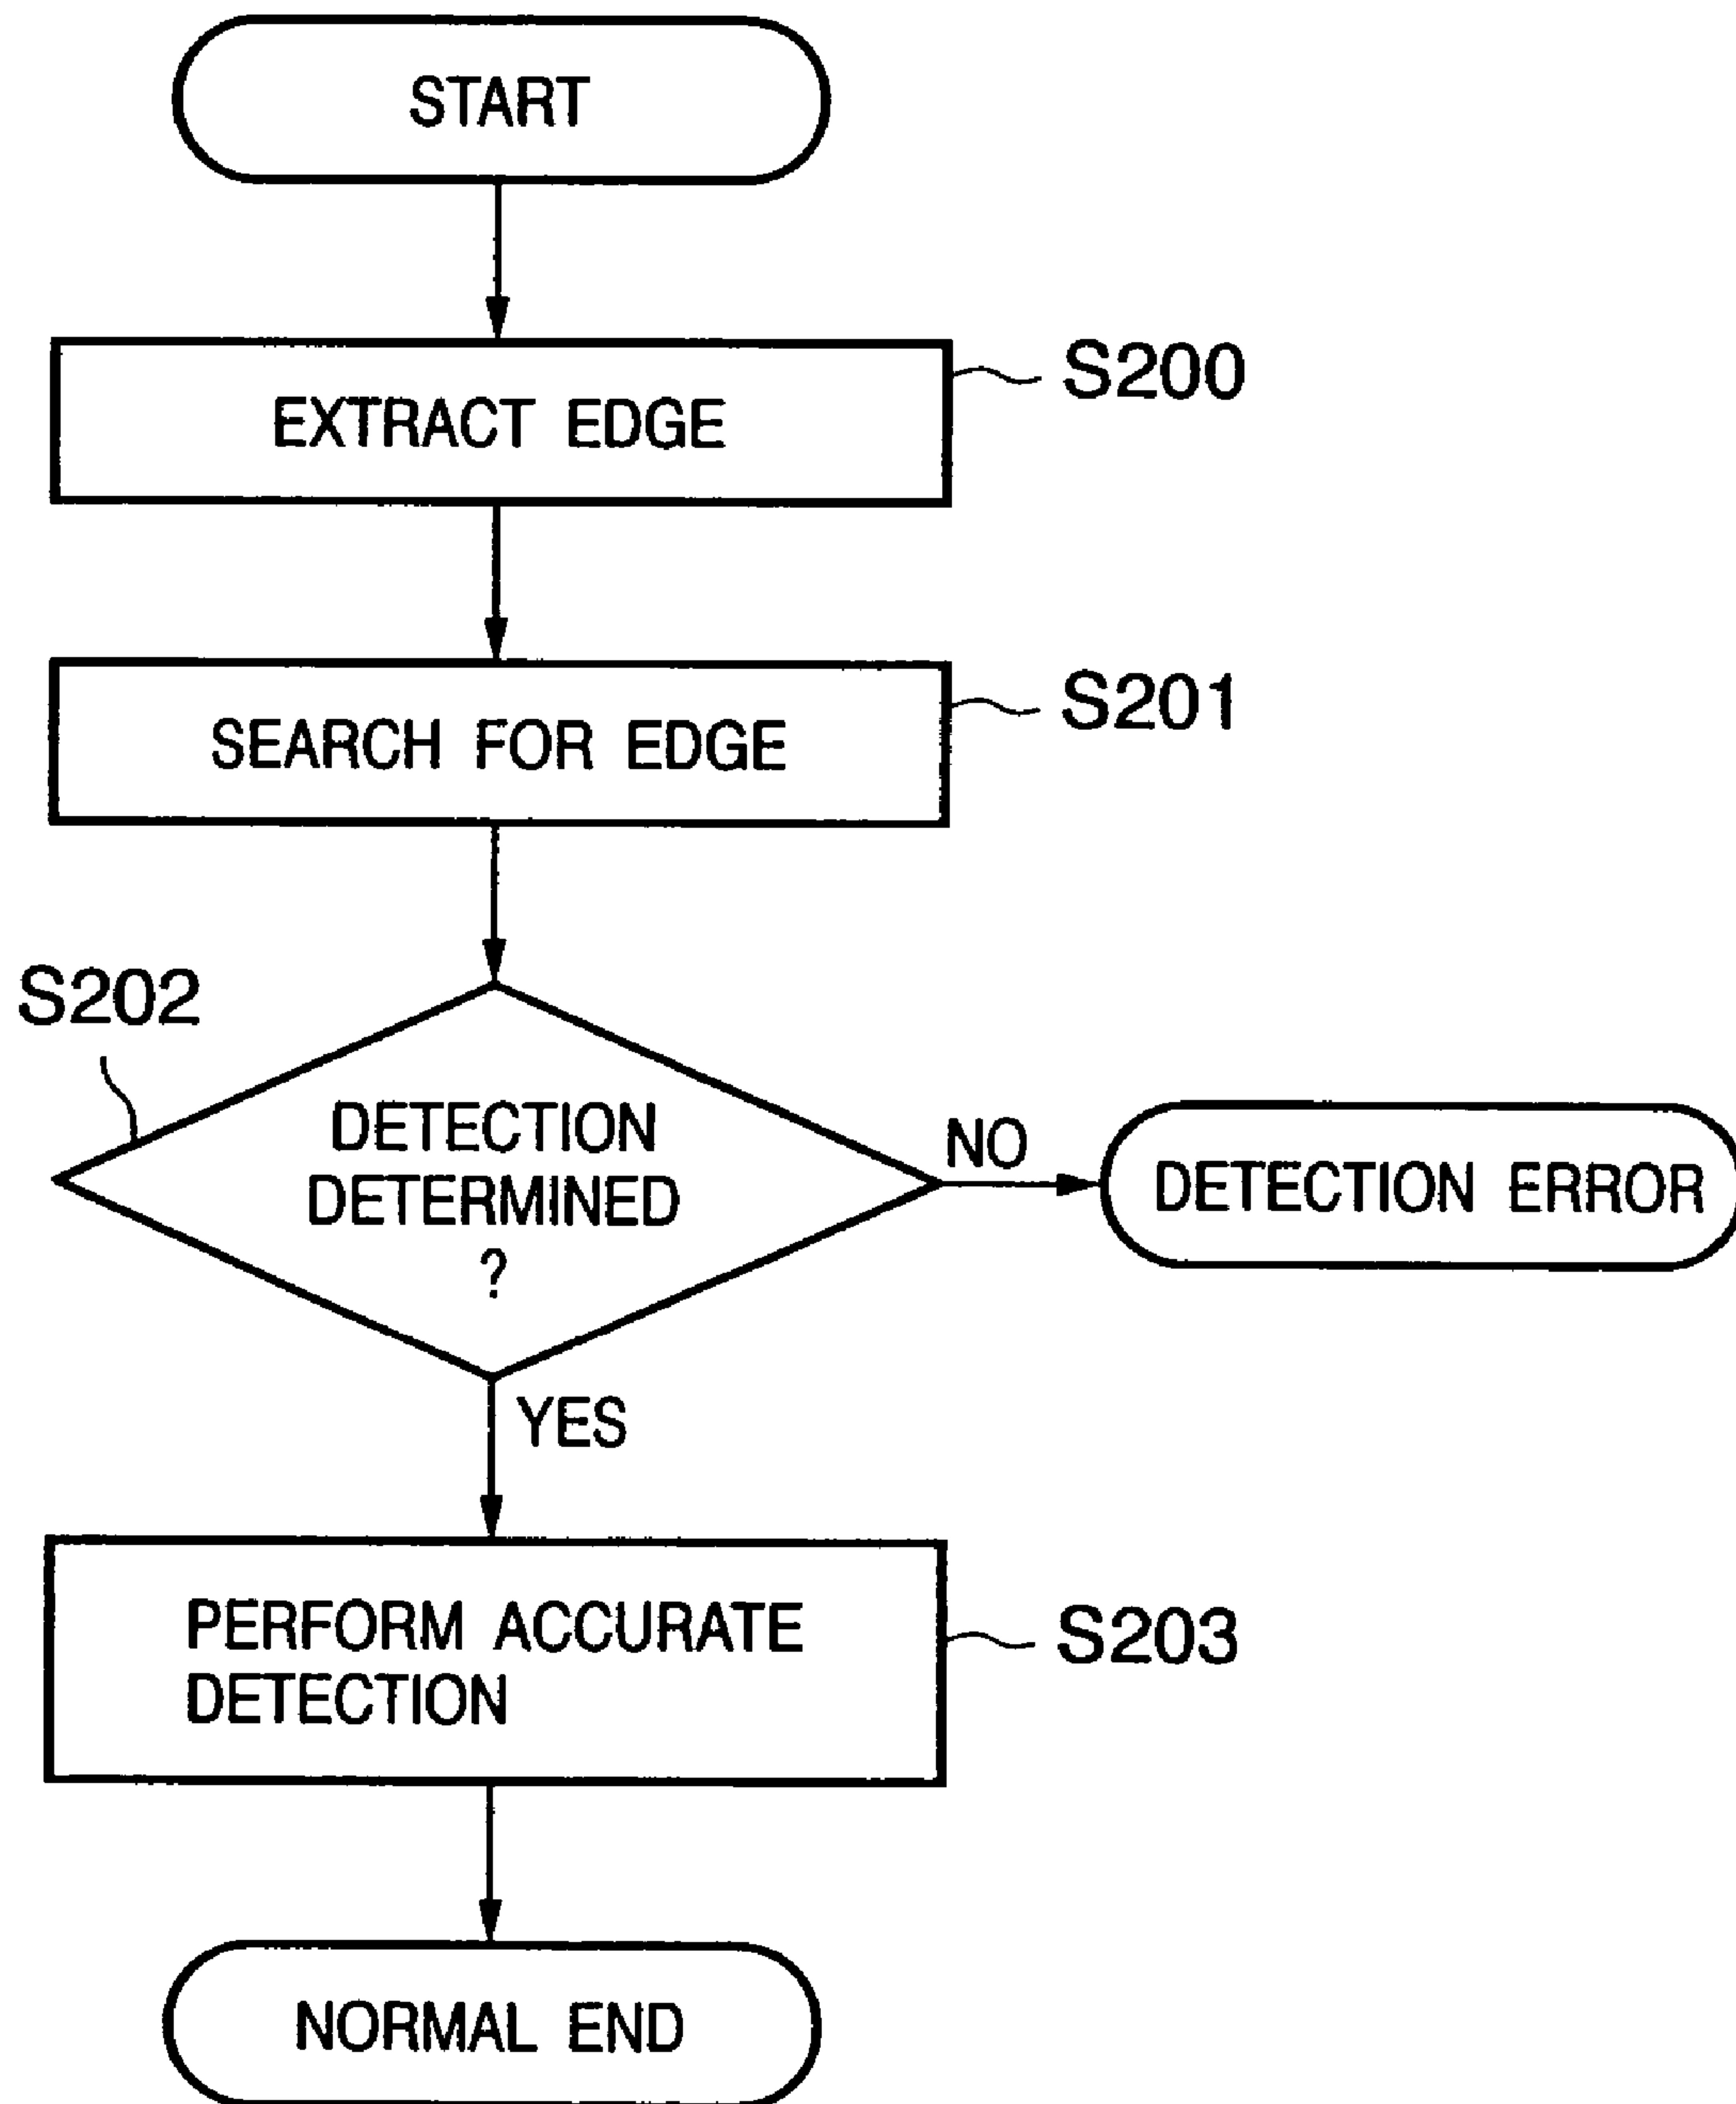 START
EXTRACT EDGE
S200
SEARCH FOR EDGE
S201
S202
DETECTION
DETERMINED
?
NO
DETECTION ERROR
YES
PERFORM ACCURATE
DETECTION
S203
NORMAL END